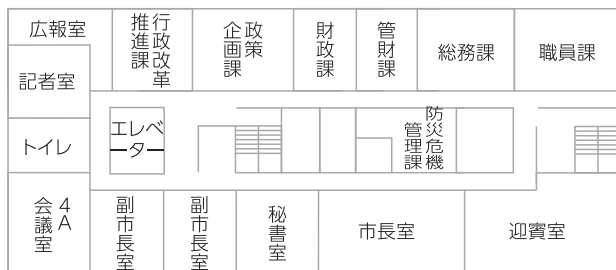 広報室
行政改革
推進課
政策
企画課
財政課
管財課
総務課
職員課
記者室
エレベ
ーター
防災危機
管理課
トイレ
4A
会議室
副市長室
副市長室
秘書室
市長室
迎賓室